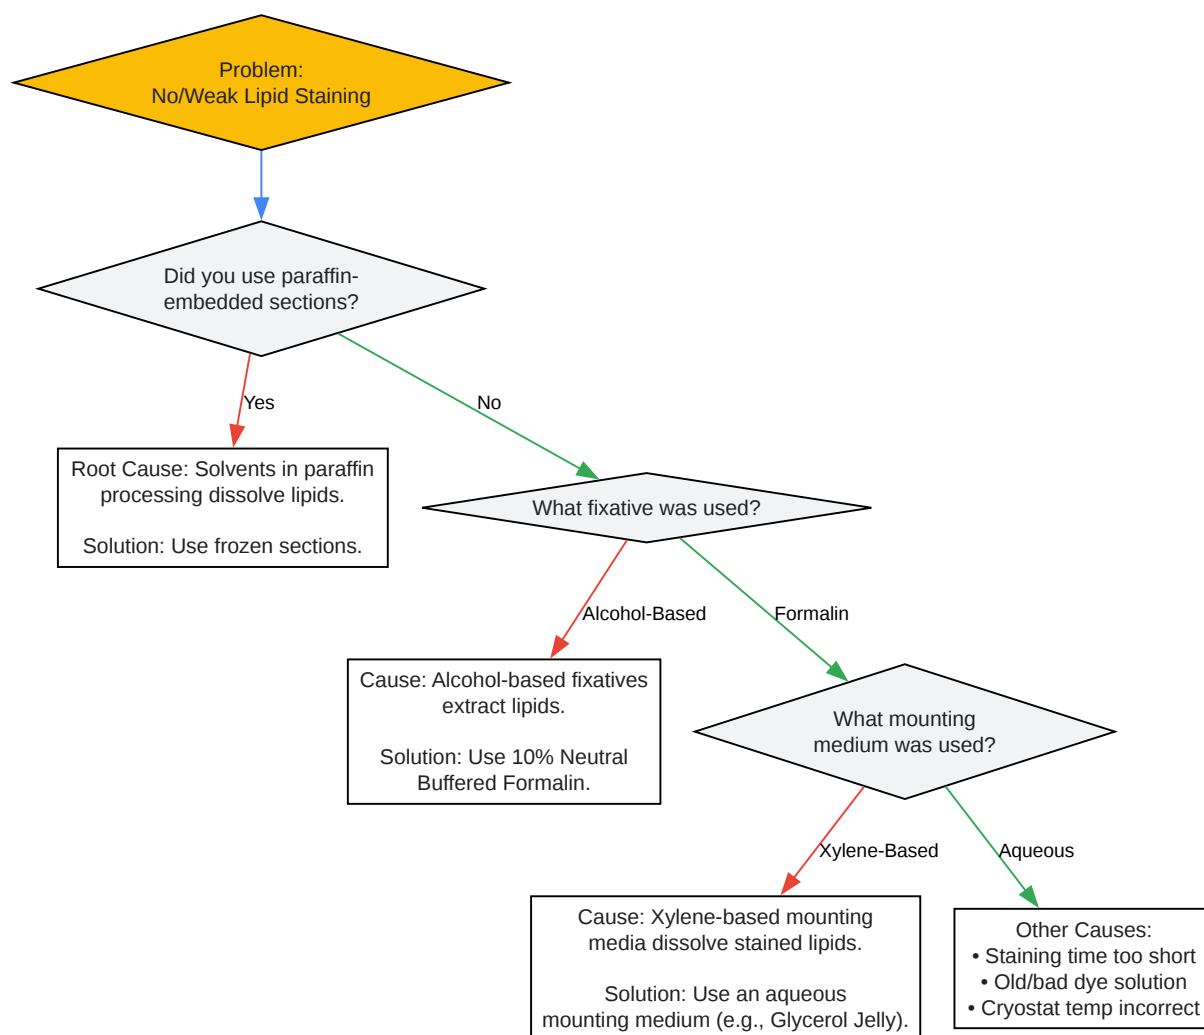 Problem:
No/Weak Lipid Staining
Did you use paraffin-
embedded sections?
Yes
No
Root Cause: Solvents in paraffin
processing dissolve lipids.
Solution: Use frozen sections.
What fixative was used?
Alcohol-Based
Formalin
Cause: Alcohol-based fixatives
extract lipids.
Solution: Use 10% Neutral
Buffered Formalin.
What mounting
medium was used?
Xylene-Based
Aqueous
Cause: Xylene-based mounting
media dissolve stained lipids.
Solution: Use an aqueous
mounting medium (e.g., Glycerol Jelly).
Other Causes:
• Staining time too short
• Old/bad dye solution
• Cryostat temp incorrect